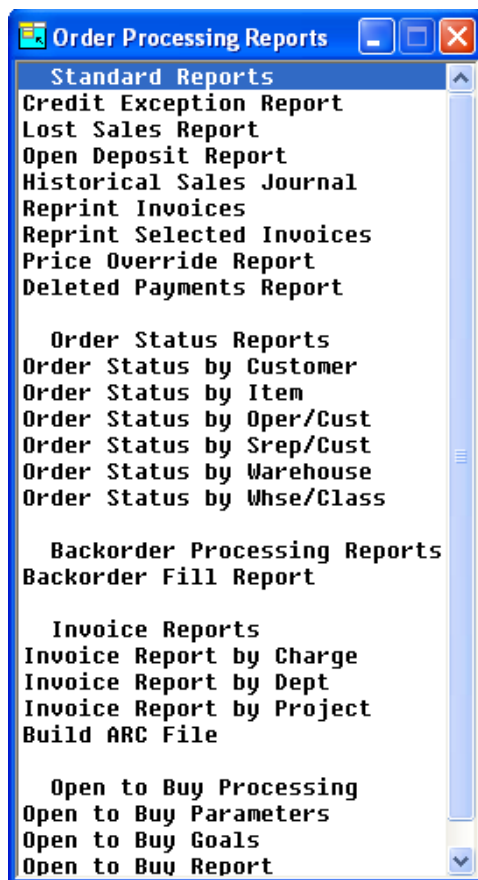 Order Processing Reports
Standard Reports
Credit Exception Report
Lost Sales Report
Open Deposit Report
Historical Sales Journal
Reprint Invoices
Reprint Selected Invoices
Price Override Report
Deleted Payments Report
Order Status Reports
Order Status by Customer
Order Status by Item
Order Status by Oper/Cust
Order Status by Srep/Cust
Order Status by Warehouse
Order Status by Whse/Class
Backorder Processing Reports
Backorder Fill Report
Invoice Reports
Invoice Report by Charge
Invoice Report by Dept
Invoice Report by Project
Build ARC File
Open to Buy Processing
Open to Buy Parameters
Open to Buy Goals
Open to Buy Report